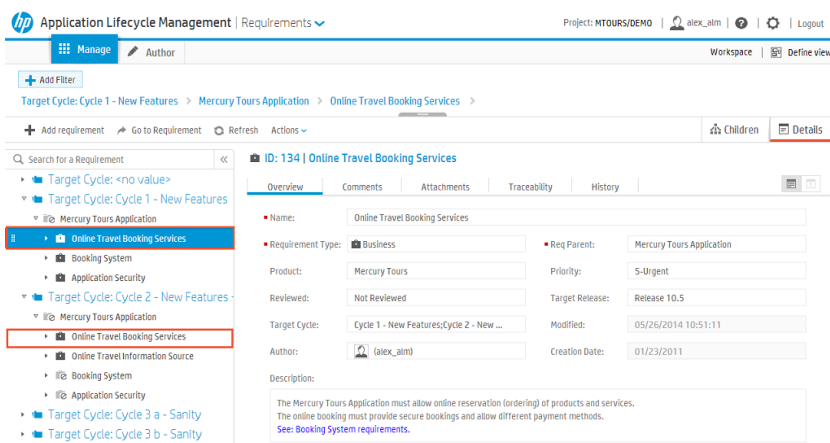 hp Application Lifecycle Management | Requirements Project: MTOURS/DEMO | alex_alm | ? | | Logout
Manage Author Workspace | Define view
Add Filter
Target Cycle: Cycle 1 - New Features > Mercury Tours Application > Online Travel Booking Services >
Add requirement Go to Requirement Refresh Actions Children Details
Search for a Requirement «
ID: 134 | Online Travel Booking Services
Target Cycle: <no value>
Target Cycle: Cycle 1 - New Features
Mercury Tours Application
Online Travel Booking Services
Booking System
Application Security
Target Cycle: Cycle 2 - New Features -
Mercury Tours Application
Online Travel Booking Services
Online Travel Information Source
Booking System
Application Security
Target Cycle: Cycle 3 a - Sanity
Target Cycle: Cycle 3 b - Sanity
Overview Comments Attachments Traceability History
Name: Online Travel Booking Services
Requirement Type: Business Req Parent: Mercury Tours Application
Product: Mercury Tours Priority: 5-Urgent
Reviewed: Not Reviewed Target Release: Release 10.5
Target Cycle: Cycle 1 - New Features;Cycle 2 - New ... Modified: 05/26/2014 10:51:11
Author: (alex_alm) Creation Date: 01/23/2011
Description:
The Mercury Tours Application must allow online reservation (ordering) of products and services.
The online booking must provide secure bookings and allow different payment methods.
See: Booking System requirements.